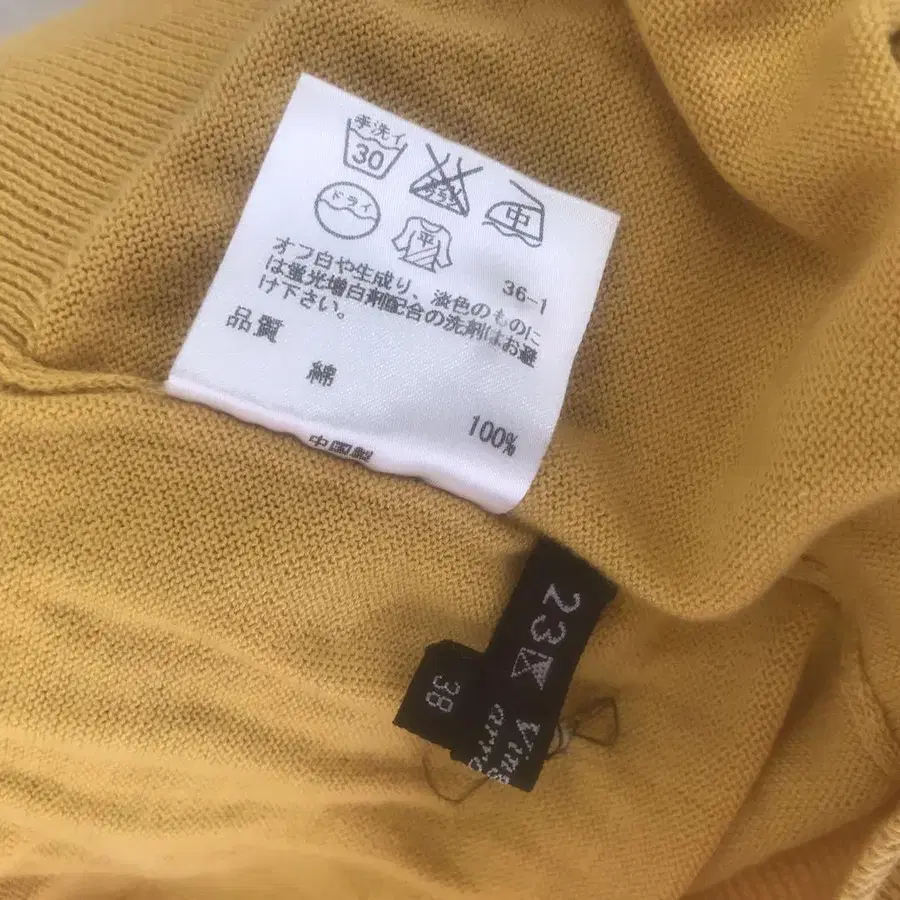 手洗イ
30
中
ドライ
平
36-1
オフ白や生成り、淡色のものに
は蛍光増白剤配合の洗剤はお避
け下さい。
品質
綿
100%
中国製
23区
38